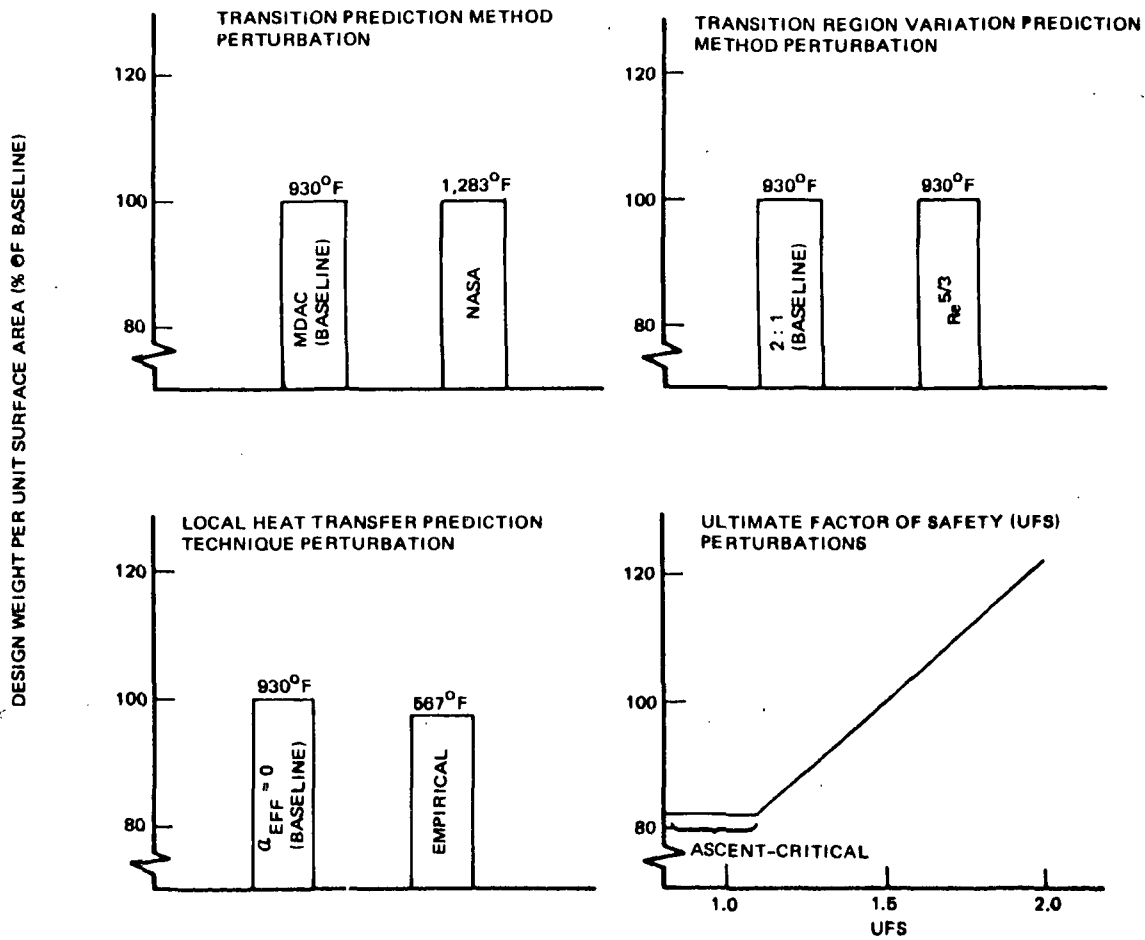 DESIGN WEIGHT PER UNIT SURFACE AREA (% OF BASELINE)
TRANSITION PREDICTION METHOD
PERTURBATION
120
100
80
930°F
MDAC
(BASELINE)
1,283°F
NASA
TRANSITION REGION VARIATION PREDICTION
METHOD PERTURBATION
120
100
80
930°F
2 : 1
(BASELINE)
930°F
Re 5/3
LOCAL HEAT TRANSFER PREDICTION
TECHNIQUE PERTURBATION
120
100
80
930°F
α EFF = 0
(BASELINE)
567°F
EMPIRICAL
ULTIMATE FACTOR OF SAFETY (UFS)
PERTURBATIONS
120
100
80
ASCENT-CRITICAL
1.0
1.5
2.0
UFS